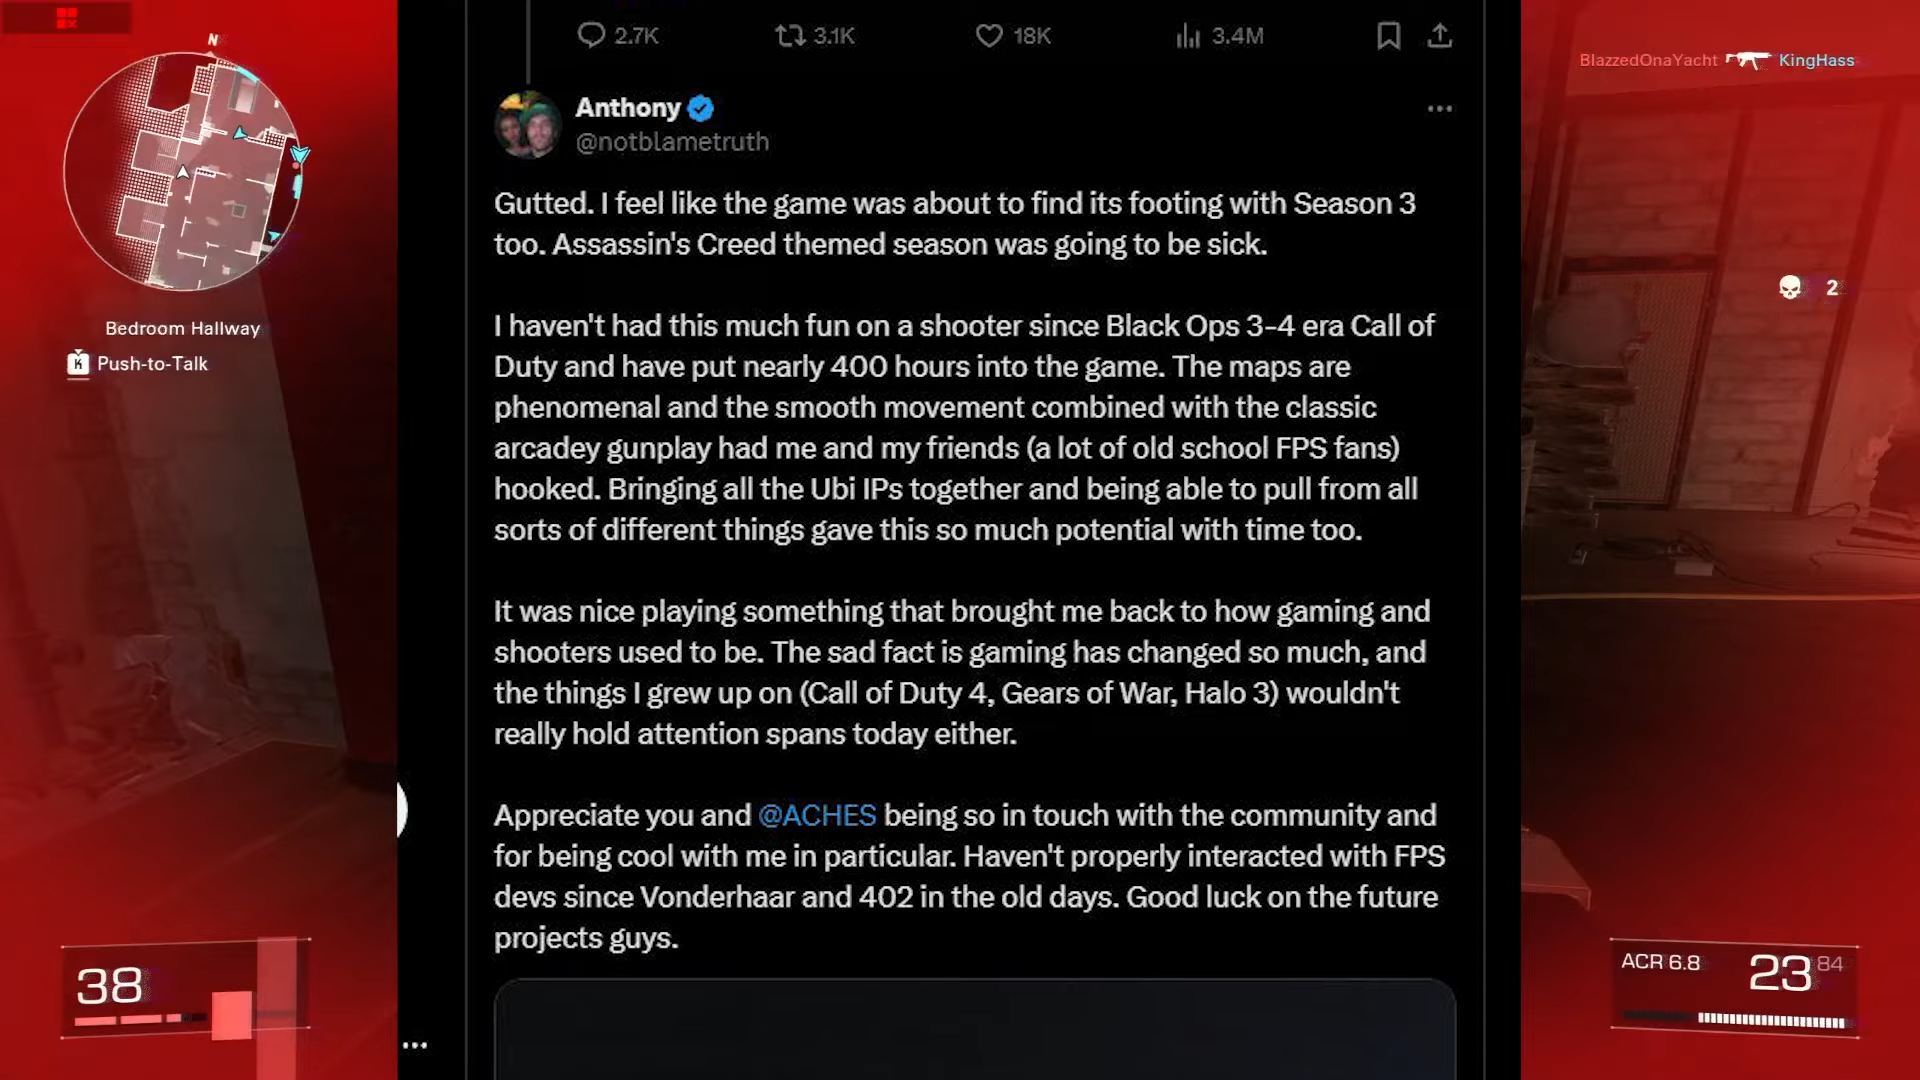 2.7K 3.1K 18K 3.4M
N
BlazzedOnaYacht KingHass
Anthony
@notblametruth
Gutted. I feel like the game was about to find its footing with Season 3
too. Assassin's Creed themed season was going to be sick.
2
I haven't had this much fun on a shooter since Black Ops 3-4 era Call of
Duty and have put nearly 400 hours into the game. The maps are
phenomenal and the smooth movement combined with the classic
arcadey gunplay had me and my friends (a lot of old school FPS fans)
hooked. Bringing all the Ubi IPs together and being able to pull from all
sorts of different things gave this so much potential with time too.
Bedroom Hallway
K Push-to-Talk
It was nice playing something that brought me back to how gaming and
shooters used to be. The sad fact is gaming has changed so much, and
the things I grew up on (Call of Duty 4, Gears of War, Halo 3) wouldn't
really hold attention spans today either.
Appreciate you and @ACHES being so in touch with the community and
for being cool with me in particular. Haven't properly interacted with FPS
devs since Vonderhaar and 402 in the old days. Good luck on the future
projects guys.
38
ACR 6.8 23 84